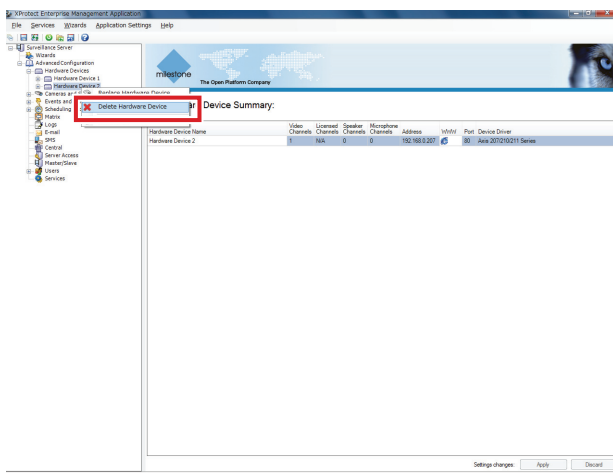 XProtect Enterprise Management Application
File Services Wizards Application Settings Help
Surveillance Server
Wizards
Advanced Configuration
Hardware Devices
Hardware Device 1
Hardware Device 2
Cameras an
Replace Hardware Device
Events and
Delete Hardware Device
Scheduling
Matrix
Logs
E-mail
SMS
Central
Server Access
Master/Slave
Users
Services
milestone
The Open Platform Company
Device Summary:
Hardware Device Name Video Channels Licensed Channels Speaker Channels Microphone Channels Address WWW Port Device Driver
Hardware Device 2 1 N/A 0 0 192.168.0.207 80 Axis 207/210/211 Series
Settings changes: Apply Discard